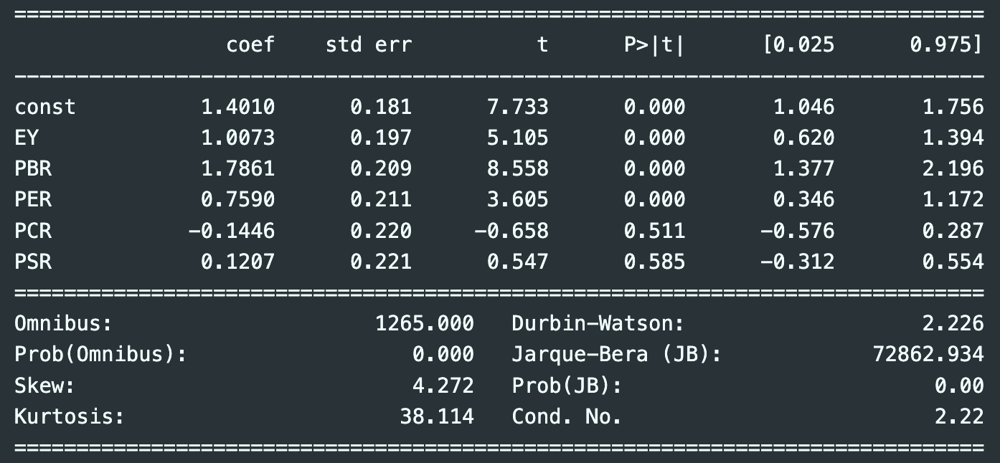 ==============================================================================
                 coef    std err          t      P>|t|      [0.025      0.975]
------------------------------------------------------------------------------
const          1.4010      0.181      7.733      0.000       1.046       1.756
EY             1.0073      0.197      5.105      0.000       0.620       1.394
PBR            1.7861      0.209      8.558      0.000       1.377       2.196
PER            0.7590      0.211      3.605      0.000       0.346       1.172
PCR           -0.1446      0.220     -0.658      0.511      -0.576       0.287
PSR            0.1207      0.221      0.547      0.585      -0.312       0.554
==============================================================================
Omnibus:                     1265.000   Durbin-Watson:                   2.226
Prob(Omnibus):                  0.000   Jarque-Bera (JB):            72862.934
Skew:                           4.272   Prob(JB):                         0.00
Kurtosis:                      38.114   Cond. No.                         2.22
==============================================================================